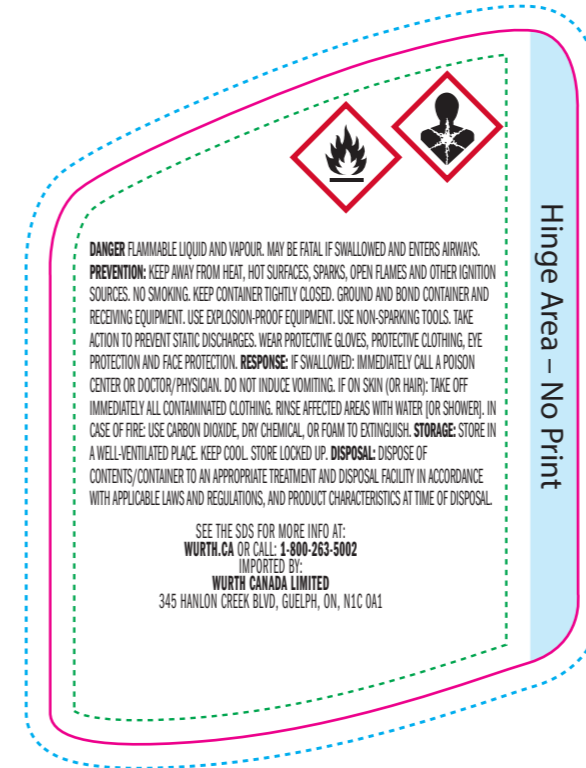 DANGER FLAMMABLE LIQUID AND VAPOUR. MAY BE FATAL IF SWALLOWED AND ENTERS AIRWAYS.
PREVENTION: KEEP AWAY FROM HEAT, HOT SURFACES, SPARKS, OPEN FLAMES AND OTHER IGNITION
SOURCES. NO SMOKING. KEEP CONTAINER TIGHTLY CLOSED. GROUND AND BOND CONTAINER AND
RECEIVING EQUIPMENT. USE EXPLOSION-PROOF EQUIPMENT. USE NON-SPARKING TOOLS. TAKE
ACTION TO PREVENT STATIC DISCHARGES. WEAR PROTECTIVE GLOVES, PROTECTIVE CLOTHING, EYE
PROTECTION AND FACE PROTECTION. RESPONSE: IF SWALLOWED: IMMEDIATELY CALL A POISON
CENTER OR DOCTOR/PHYSICIAN. DO NOT INDUCE VOMITING. IF ON SKIN (OR HAIR): TAKE OFF
IMMEDIATELY ALL CONTAMINATED CLOTHING. RINSE AFFECTED AREAS WITH WATER [OR SHOWER]. IN
CASE OF FIRE: USE CARBON DIOXIDE, DRY CHEMICAL, OR FOAM TO EXTINGUISH. STORAGE: STORE IN
A WELL-VENTILATED PLACE. KEEP COOL. STORE LOCKED UP. DISPOSAL: DISPOSE OF
CONTENTS/CONTAINER TO AN APPROPRIATE TREATMENT AND DISPOSAL FACILITY IN ACCORDANCE
WITH APPLICABLE LAWS AND REGULATIONS, AND PRODUCT CHARACTERISTICS AT TIME OF DISPOSAL.
SEE THE SDS FOR MORE INFO AT:
WURTH.CA OR CALL: 1-800-263-5002
IMPORTED BY:
WURTH CANADA LIMITED
345 HANLON CREEK BLVD, GUELPH, ON, N1C 0A1
Hinge Area – No Print